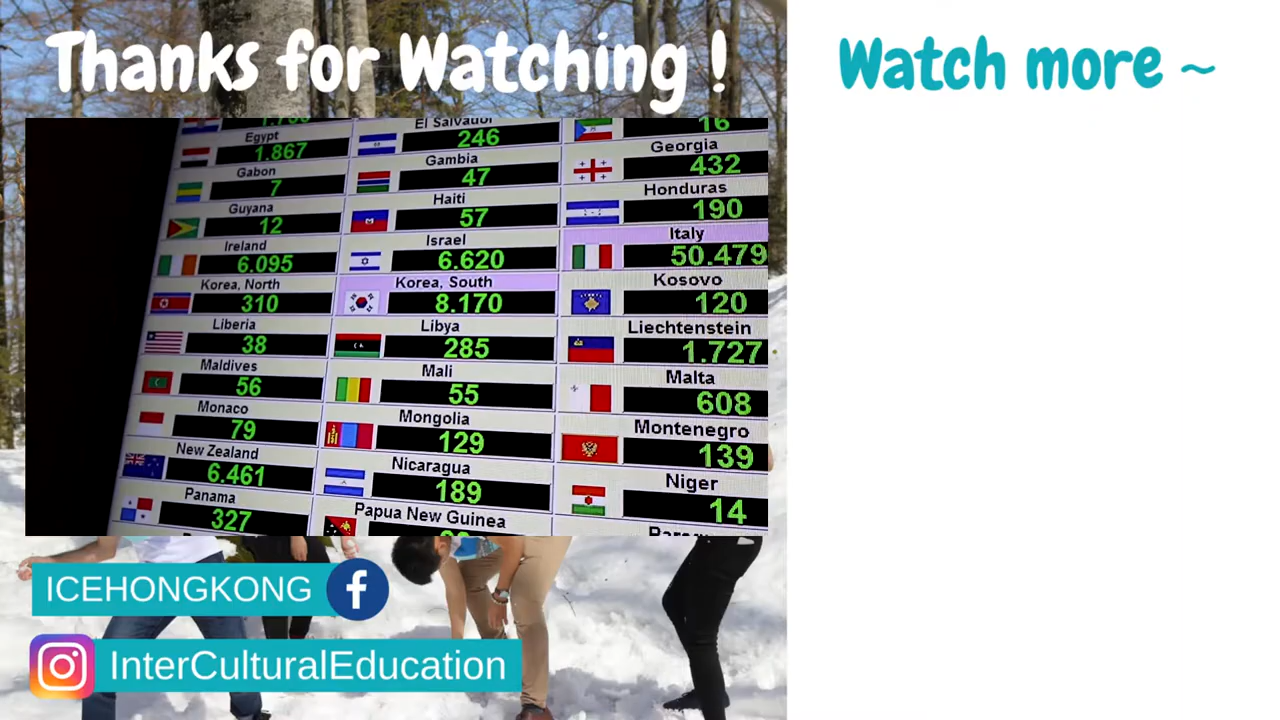 Thanks for Watching !
Watch more ~
El Salvador
246
16
Egypt
1.867
Gambia
47
Georgia
432
Gabon
7
Haiti
57
Honduras
190
Guyana
12
Israel
6.620
Italy
50.479
Ireland
6.095
Korea, South
8.170
Kosovo
120
Korea, North
310
Libya
285
Liechtenstein
1.727
Liberia
38
Mali
55
Malta
608
Maldives
56
Mongolia
129
Montenegro
139
Monaco
79
Nicaragua
189
Niger
14
New Zealand
6.461
Papua New Guinea
Panama
327
ICEHONGKONG
InterCulturalEducation